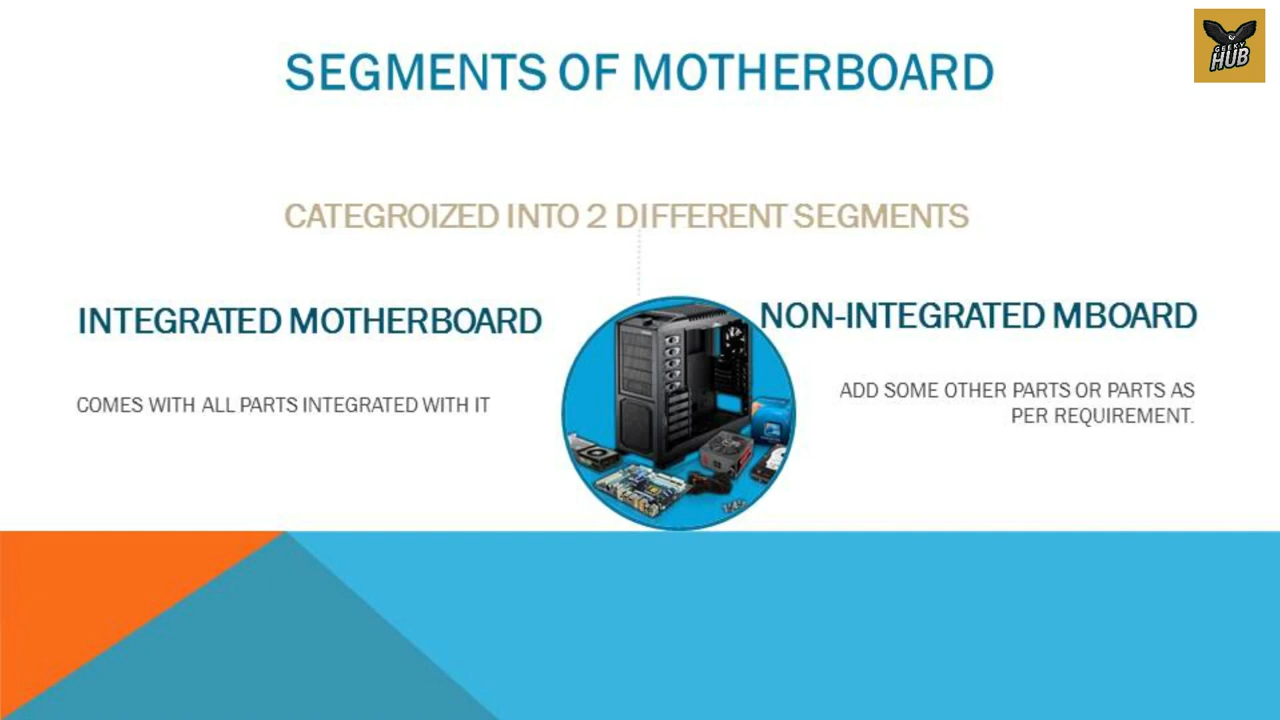 GEEKY
HUB
SEGMENTS OF MOTHERBOARD
CATEGROIZED INTO 2 DIFFERENT SEGMENTS
INTEGRATED MOTHERBOARD
COMES WITH ALL PARTS INTEGRATED WITH IT
NON-INTEGRATED MBOARD
ADD SOME OTHER PARTS OR PARTS AS
PER REQUIREMENT.